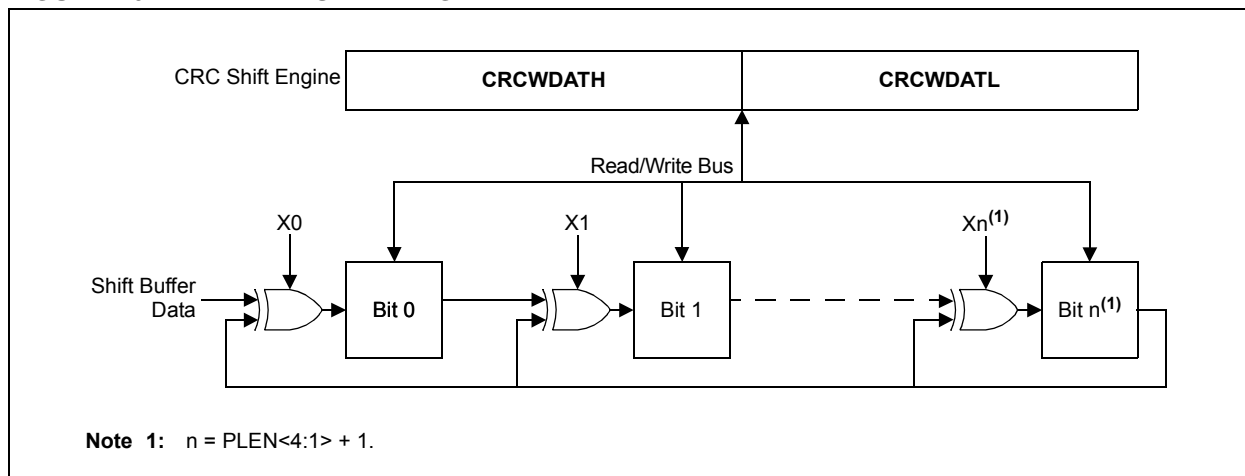 CRC Shift Engine
CRCWDATH
CRCWDATL
Read/Write Bus
X0
X1
Xn(1)
Shift Buffer
Data
Bit 0
Bit 1
Bit n(1)
Note 1: n = PLEN<4:1> + 1.